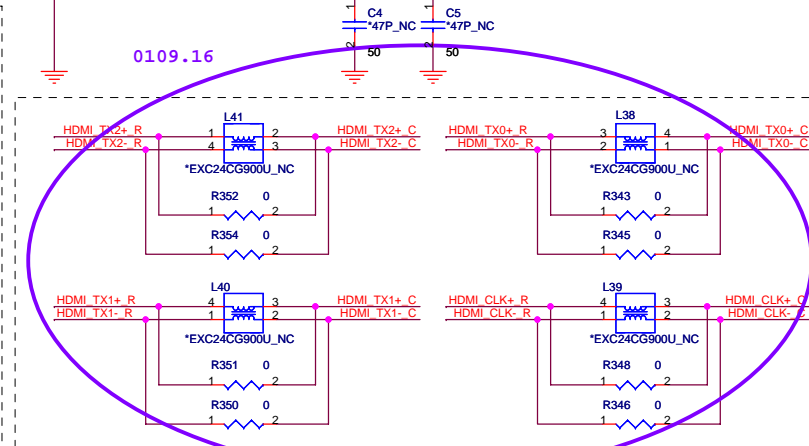 1
C4
*47P_NC
2
50
1
C5
*47P_NC
2
50
0109.16
L41
HDMI_TX2+_R
1
2
HDMI_TX2+_C
HDMI_TX2-_R
4
3
HDMI_TX2-_C
*EXC24CG900U_NC
R352 0
1
2
R354 0
1
2
L38
HDMI_TX0+_R
3
4
HDMI_TX0+_C
HDMI_TX0-_R
2
1
HDMI_TX0-_C
*EXC24CG900U_NC
R343 0
1
2
R345 0
1
2
L40
HDMI_TX1+_R
4
3
HDMI_TX1+_C
HDMI_TX1-_R
1
2
HDMI_TX1-_C
*EXC24CG900U_NC
R351 0
1
2
R350 0
1
2
L39
HDMI_CLK+_R
4
3
HDMI_CLK+_C
HDMI_CLK-_R
1
2
HDMI_CLK-_C
*EXC24CG900U_NC
R348 0
1
2
R346 0
1
2